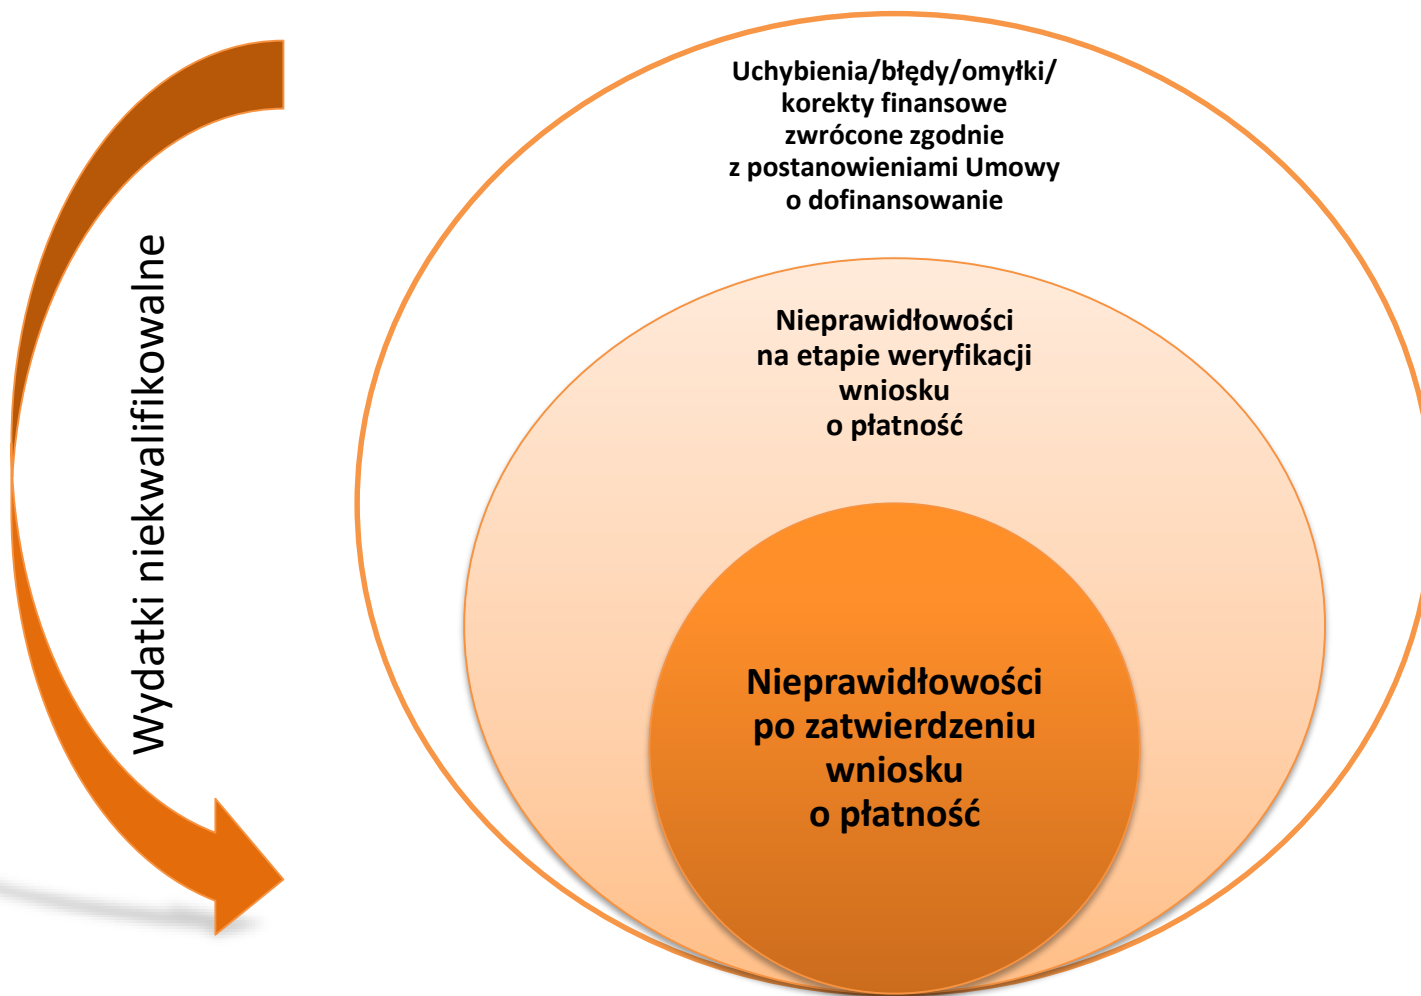 Wydatki niekwalifikowalne
Uchybienia/błędy/omyłki/
korekty finansowe
zwrócone zgodnie
z postanowieniami Umowy
o dofinansowanie
Nieprawidłowości
na etapie weryfikacji
wniosku
o płatność
Nieprawidłowości
po zatwierdzeniu
wniosku
o płatność